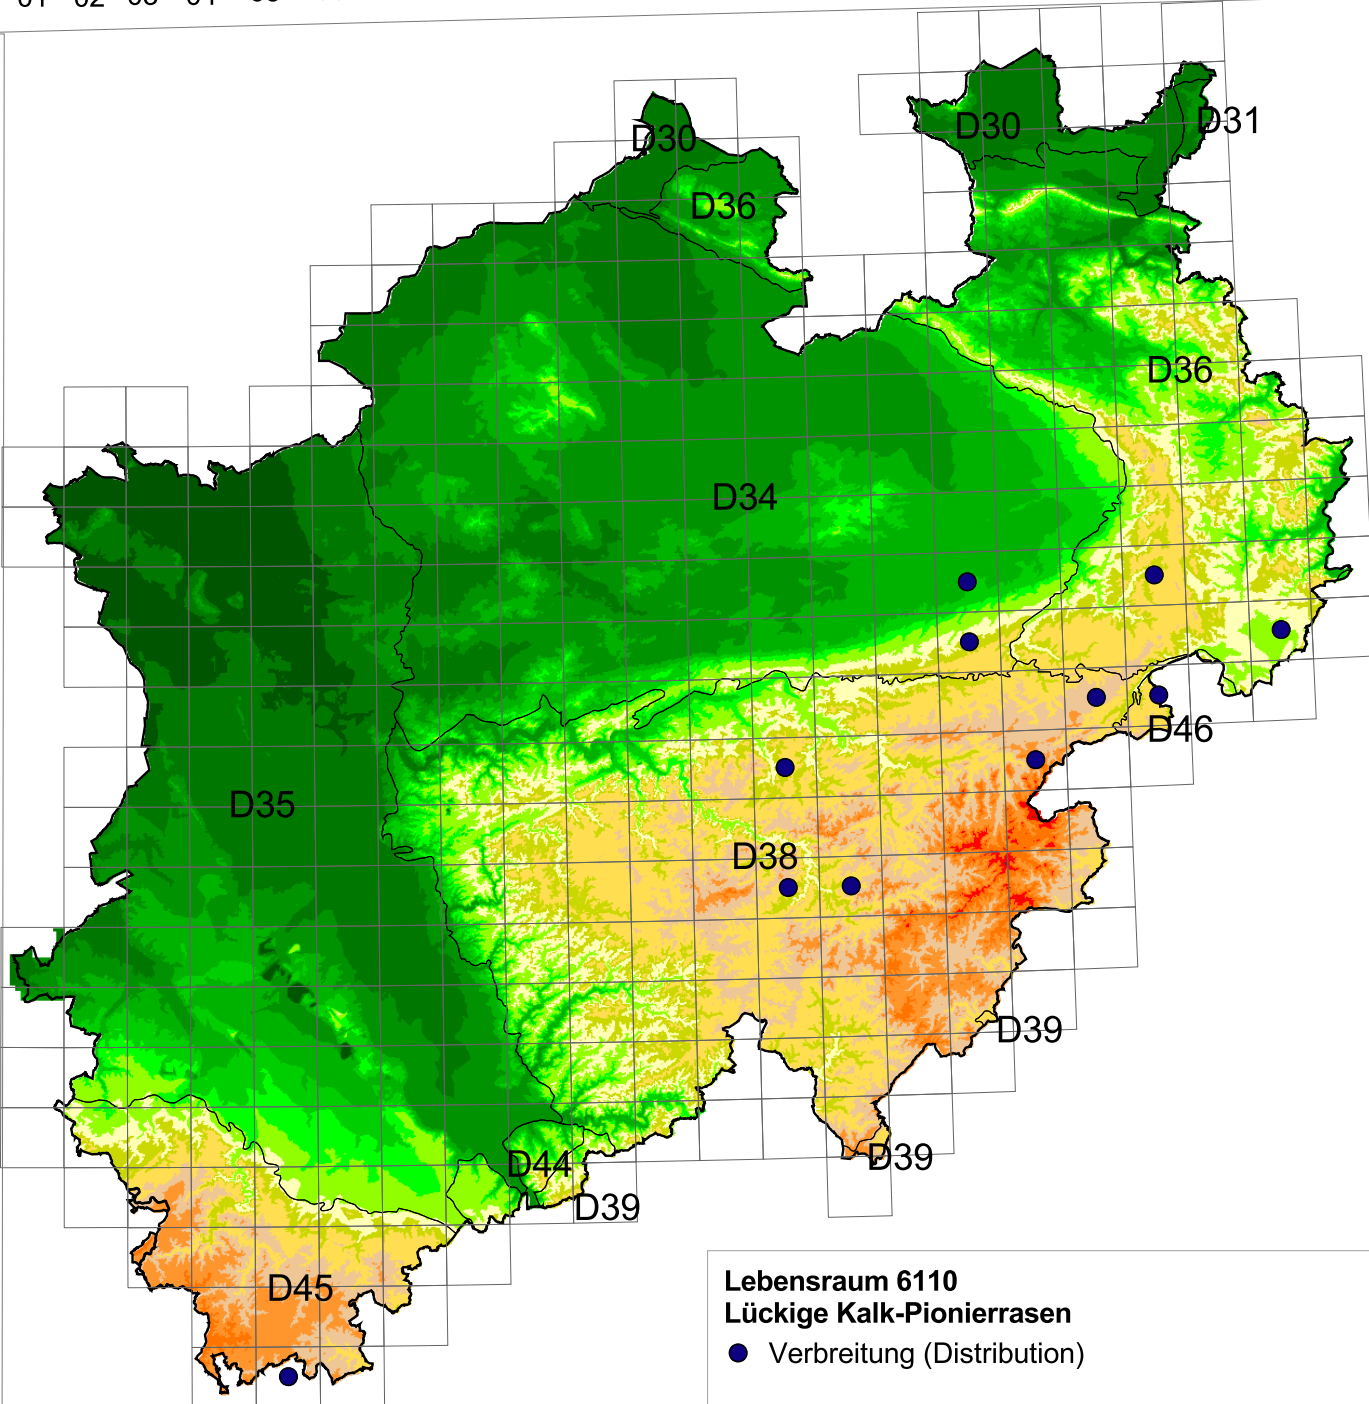 D30
D30
D31
D36
D36
D34
D46
D35
D38
D39
D39
D44
D39
D45
Lebensraum 6110
Lückige Kalk-Pionierrasen
Verbreitung (Distribution)